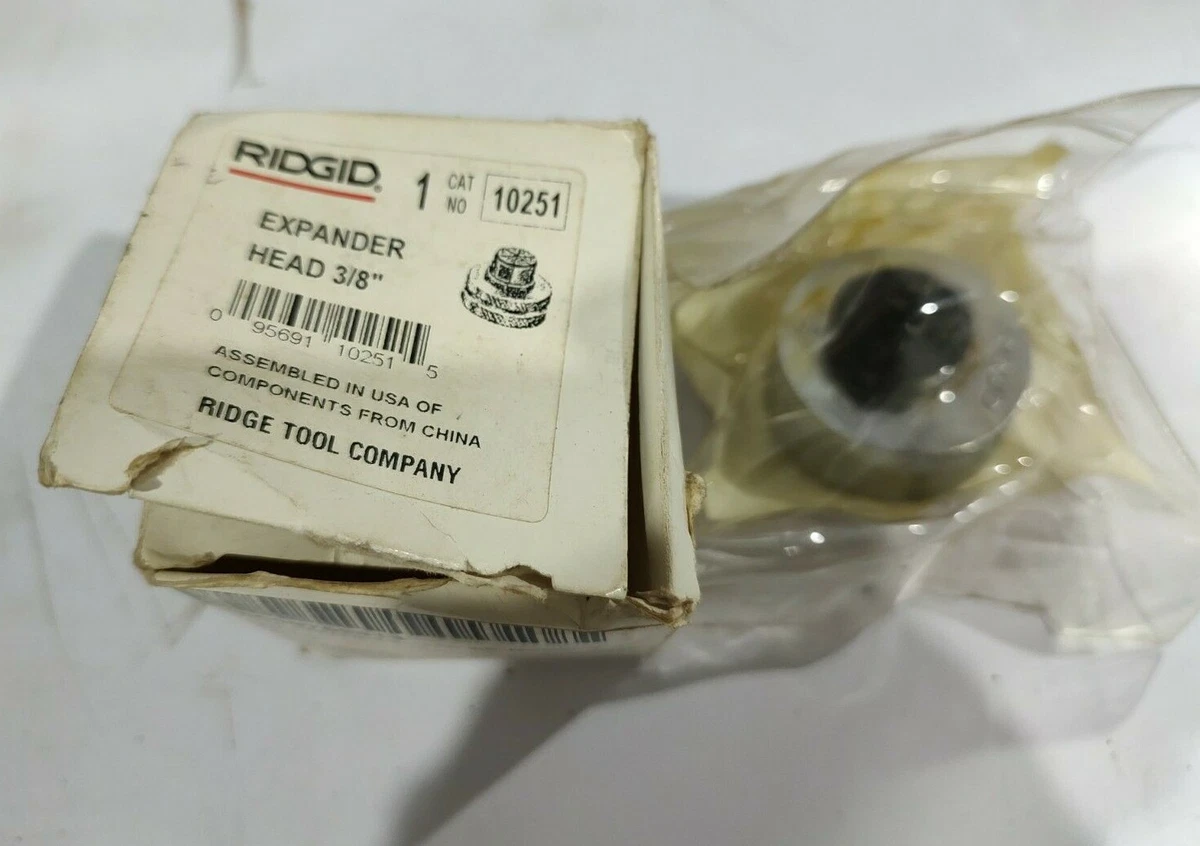 RIDGID®
1 CAT NO 10251
EXPANDER
HEAD 3/8"
0 95691 10251 5
ASSEMBLED IN USA OF
COMPONENTS FROM CHINA
RIDGE TOOL COMPANY